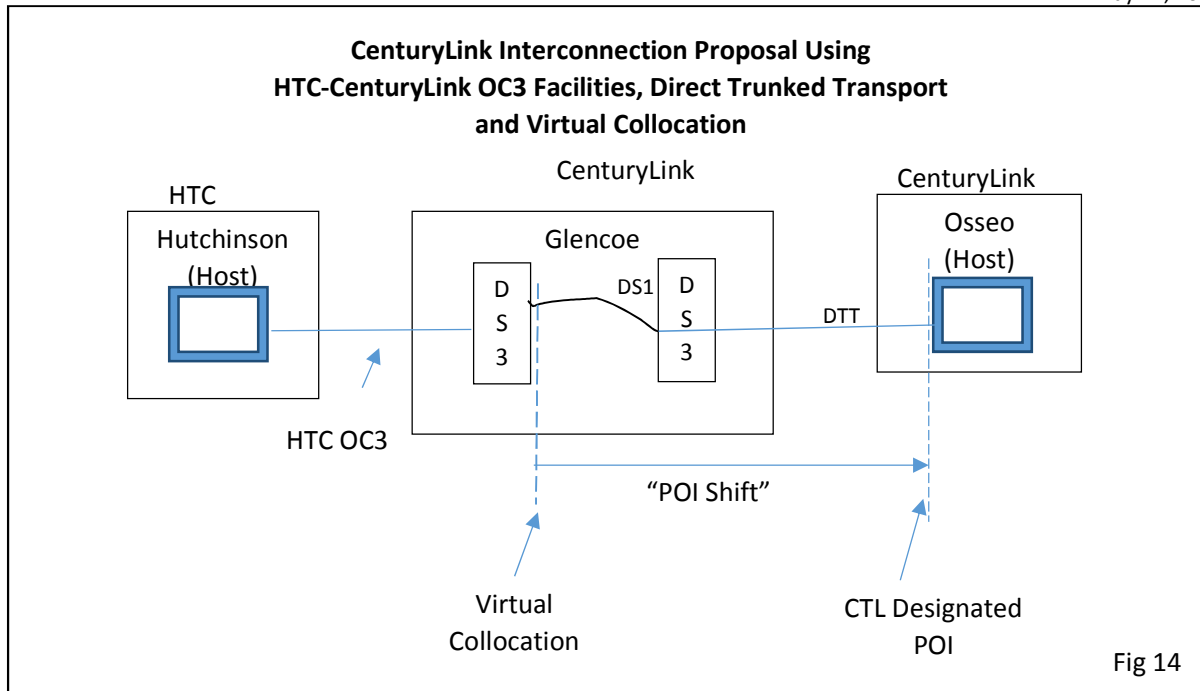 CenturyLink Interconnection Proposal Using
HTC-CenturyLink OC3 Facilities, Direct Trunked Transport
and Virtual Collocation
CenturyLink
CenturyLink
HTC
Hutchinson
(Host)
Glencoe
Osseo
(Host)
D
S
3
DS1
D
S
3
DTT
HTC OC3
“POI Shift”
Virtual
Collocation
CTL Designated
POI
Fig 14